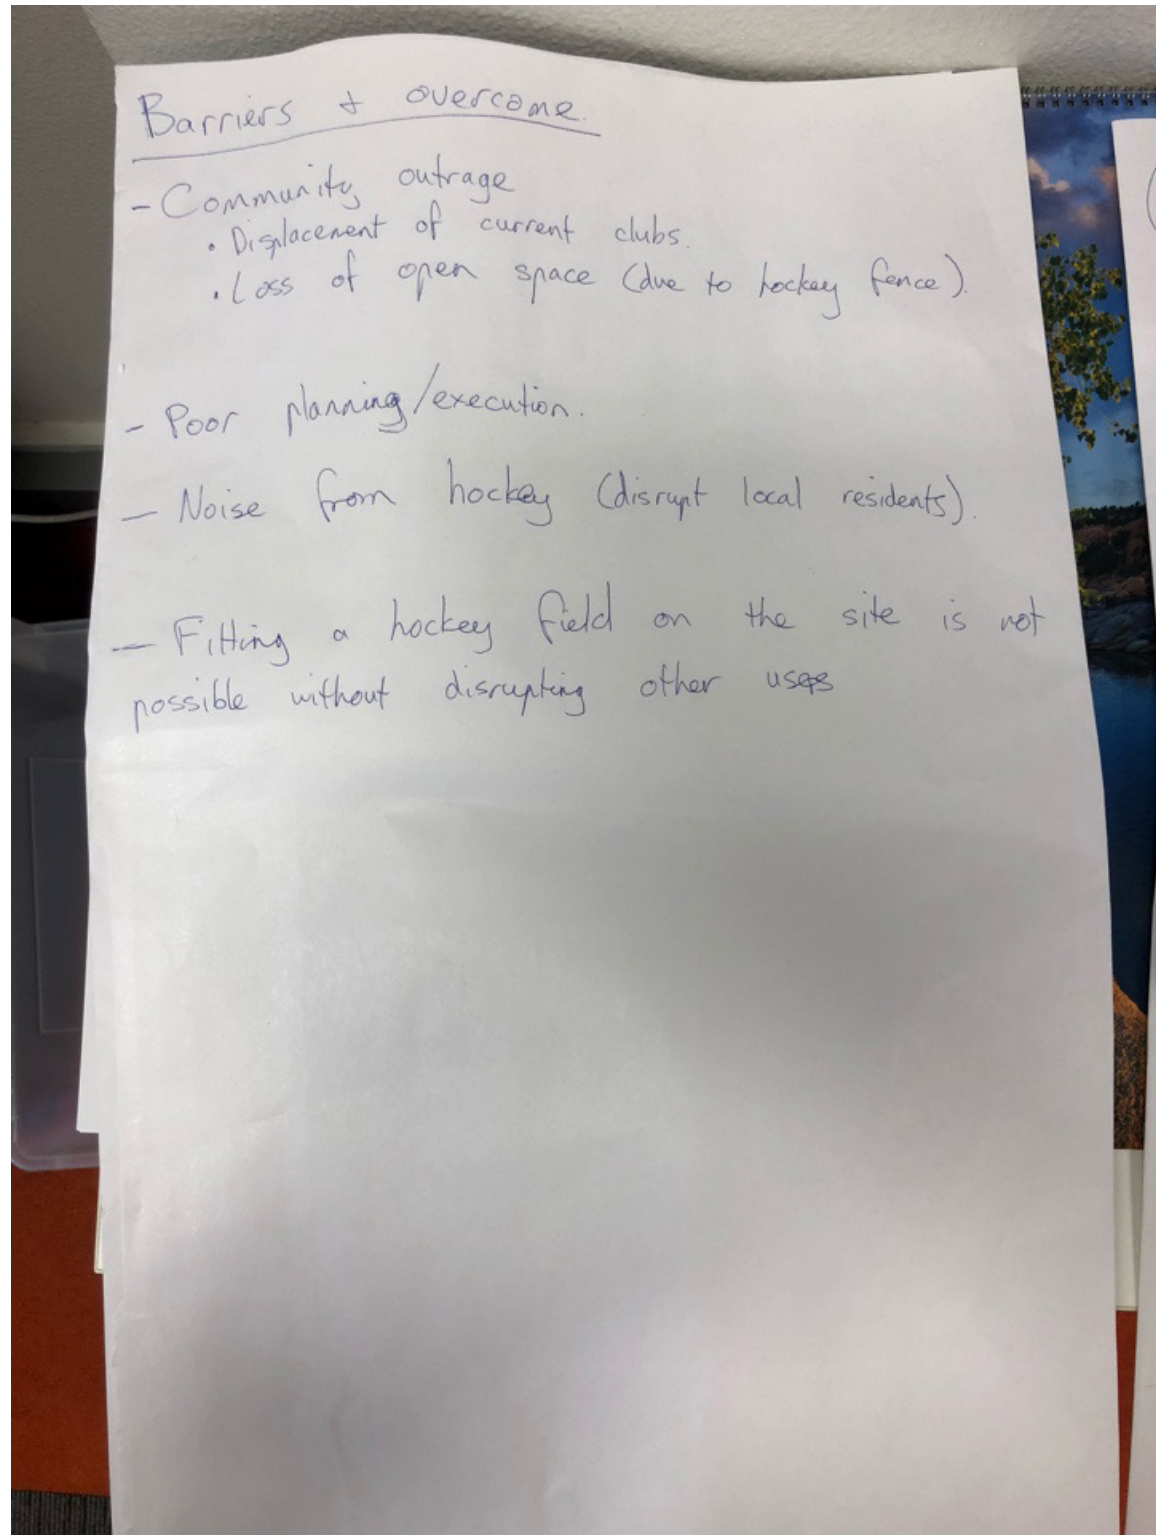 Barriers + overcome.
- Community outrage
• Displacement of current clubs.
• Loss of open space (due to hockey fence).
- Poor planning/execution.
- Noise from hockey (disrupt local residents).
- Fitting a hockey field on the site is not
possible without disrupting other uses